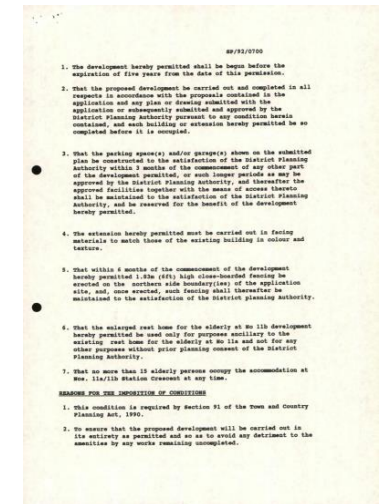 SP/92/0700
1. The development hereby permitted shall be begun before the
expiration of five years from the date of this permission.
2. That the proposed development be carried out and completed in all
respects in accordance with the proposals contained in the
application and any plan or drawing submitted with the
application or subsequently submitted and approved by the
District Planning Authority pursuant to any condition herein
contained, and each building or extension hereby permitted be so
completed before it is occupied.
3. That the parking space(s) and/or garage(s) shown on the submitted
plan be constructed to the satisfaction of the District Planning
Authority within 3 months of the commencement of any other part
of the development permitted, or such longer periods as may be
approved by the District Planning Authority, and thereafter the
approved facilities together with the means of access thereto
shall be maintained to the satisfaction of the District Planning
Authority, and be reserved for the benefit of the development
hereby permitted.
4. The extension hereby permitted must be carried out in facing
materials to match those of the existing building in colour and
texture.
5. That within 6 months of the commencement of the development
hereby permitted 1.83m (6ft) high close-boarded fencing be
erected on the northern side boundary(ies) of the application
site, and, once erected, such fencing shall thereafter be
maintained to the satisfaction of the District planning Authority.
6. That the enlarged rest home for the elderly at No 11b development
hereby permitted be used only for purposes ancillary to the
existing rest home for the elderly at No 11a and not for any
other purposes without prior planning consent of the District
Planning Authority.
7. That no more than 15 elderly persons occupy the accommodation at
Nos. 11a/11b Station Crescent at any time.
REASONS FOR THE IMPOSITION OF CONDITIONS
1. This condition is required by Section 91 of the Town and Country
Planning Act, 1990.
2. To ensure that the proposed development will be carried out in
its entirety as permitted and so as to avoid any detriment to the
amenities by any works remaining uncompleted.